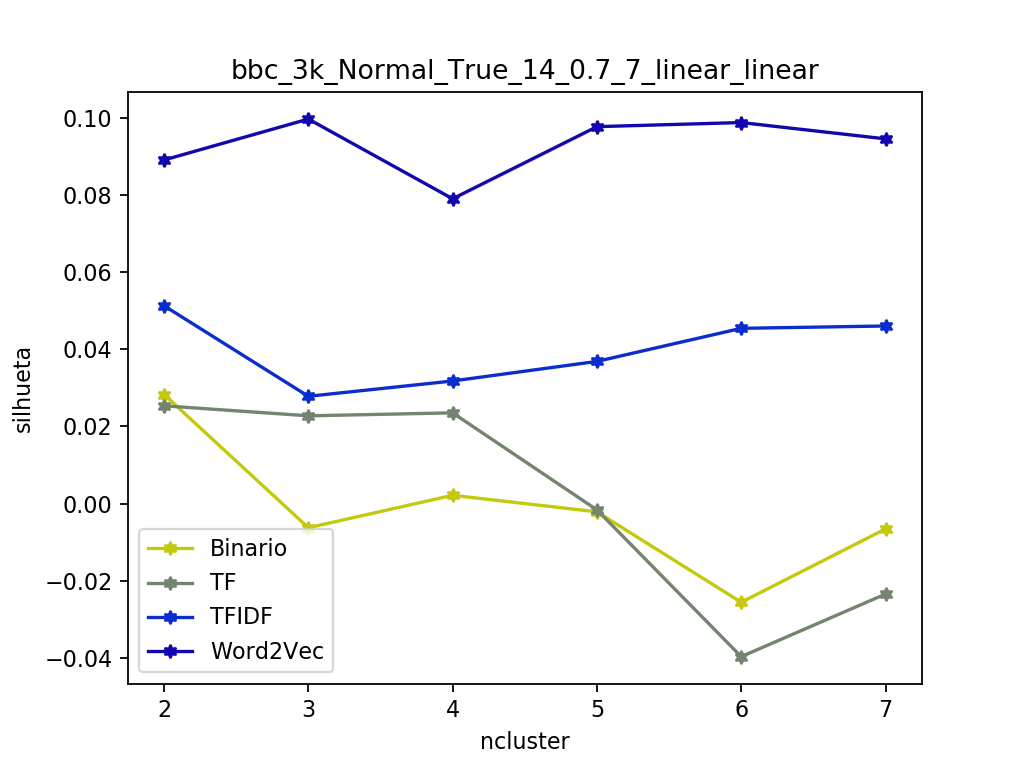 bbc_3k_Normal_True_14_0.7_7_linear_linear
0.10
0.08
0.06
0.04
0.02
0.00
−0.02
−0.04
silhueta
Binario
TF
TFIDF
Word2Vec
2 3 4 5 6 7
ncluster